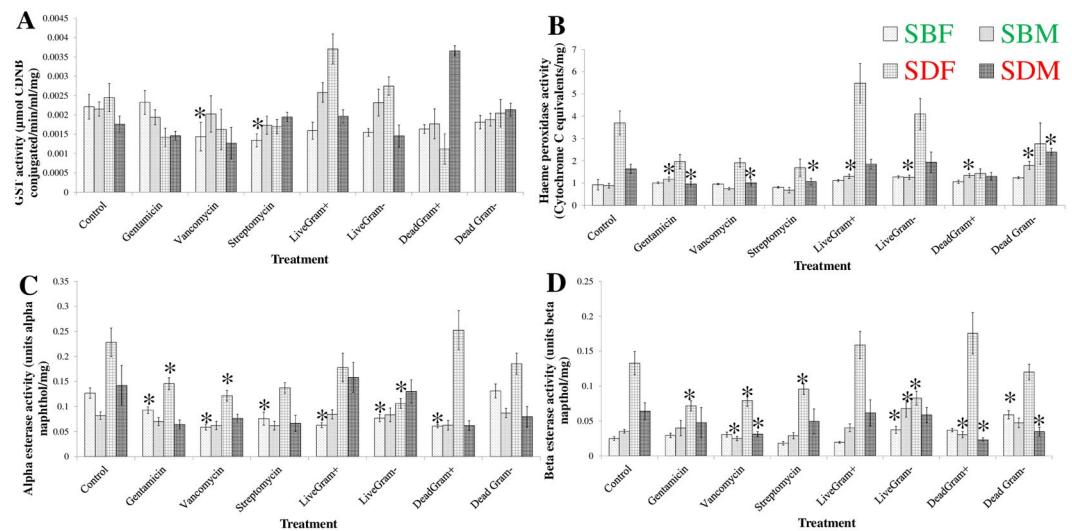 A
GST activity (µmol CDNB
conjugated/min/ml/mg)
0.0045
0.004
0.0035
0.003
0.0025
0.002
0.0015
0.001
0.0005
0
Control
Gentamicin
Vancomycin
Streptomycin
LiveGram+
LiveGram-
DeadGram+
Dead Gram-
Treatment
*
*
B
SBF
SBM
SDF
SDM
Haeme peroxidase activity
(Cytochrome C equivalents/mg)
7
6
5
4
3
2
1
0
* *
*
*
*
*
*
* *
Control
Gentamicin
Vancomycin
Streptomycin
LiveGram+
LiveGram-
DeadGram+
Dead Gram-
Treatment
C
Alpha esterase activity (units alpha
naphthol/mg)
0.35
0.3
0.25
0.2
0.15
0.1
0.05
0
* *
* *
*
*
* *
*
Control
Gentamicin
Vancomycin
Streptomycin
LiveGram+
LiveGram-
DeadGram+
Dead Gram-
Treatment
D
Beta esterase activity (units beta
napthol/mg)
0.25
0.2
0.15
0.1
0.05
0
*
* * *
*
* * *
* *
* *
Control
Gentamicin
Vancomycin
Streptomycin
LiveGram+
LiveGram-
DeadGram+
Dead Gram-
Treatment